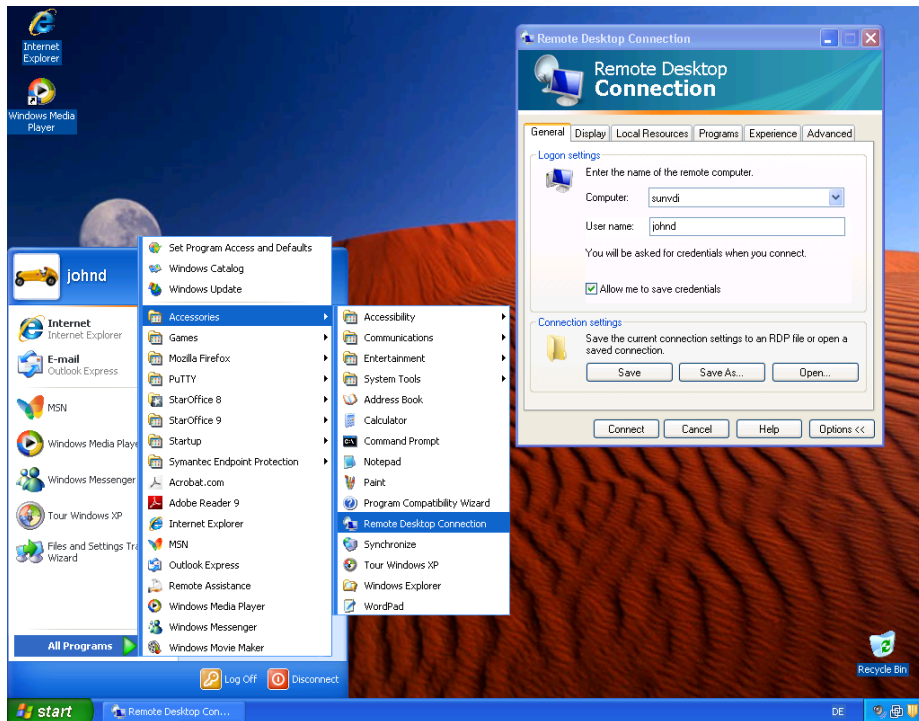 Internet
Explorer
Windows Media
Player
Remote Desktop Connection
Remote Desktop
Connection
General
Display
Local Resources
Programs
Experience
Advanced
Logon settings
Enter the name of the remote computer.
Computer:
sunvdi
User name:
johnd
You will be asked for credentials when you connect.
Allow me to save credentials
Connection settings
Save the current connection settings to an RDP file or open a
saved connection.
Save
Save As...
Open...
Connect
Cancel
Help
Options <<
johnd
Internet
Internet Explorer
E-mail
Outlook Express
MSN
Windows Media Playe
Windows Messenger
Tour Windows XP
Files and Settings Tra
Wizard
All Programs
Set Program Access and Defaults
Windows Catalog
Windows Update
Accessories
Games
Mozilla Firefox
PuTTY
StarOffice 8
StarOffice 9
Startup
Symantec Endpoint Protection
Acrobat.com
Adobe Reader 9
Internet Explorer
MSN
Outlook Express
Remote Assistance
Windows Media Player
Windows Messenger
Windows Movie Maker
Accessibility
Communications
Entertainment
System Tools
Address Book
Calculator
Command Prompt
Notepad
Paint
Program Compatibility Wizard
Remote Desktop Connection
Synchronize
Tour Windows XP
Windows Explorer
WordPad
Log Off
Disconnect
Recycle Bin
start
Remote Desktop Con...
DE